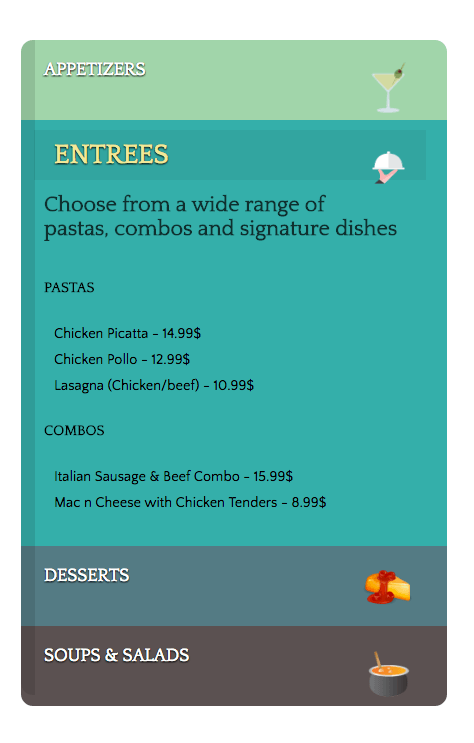 APPETIZERS
ENTREES
Choose from a wide range of
pastas, combos and signature dishes
PASTAS
Chicken Picatta - 14.99$
Chicken Pollo - 12.99$
Lasagna (Chicken/beef) - 10.99$
COMBOS
Italian Sausage & Beef Combo - 15.99$
Mac n Cheese with Chicken Tenders - 8.99$
DESSERTS
SOUPS & SALADS